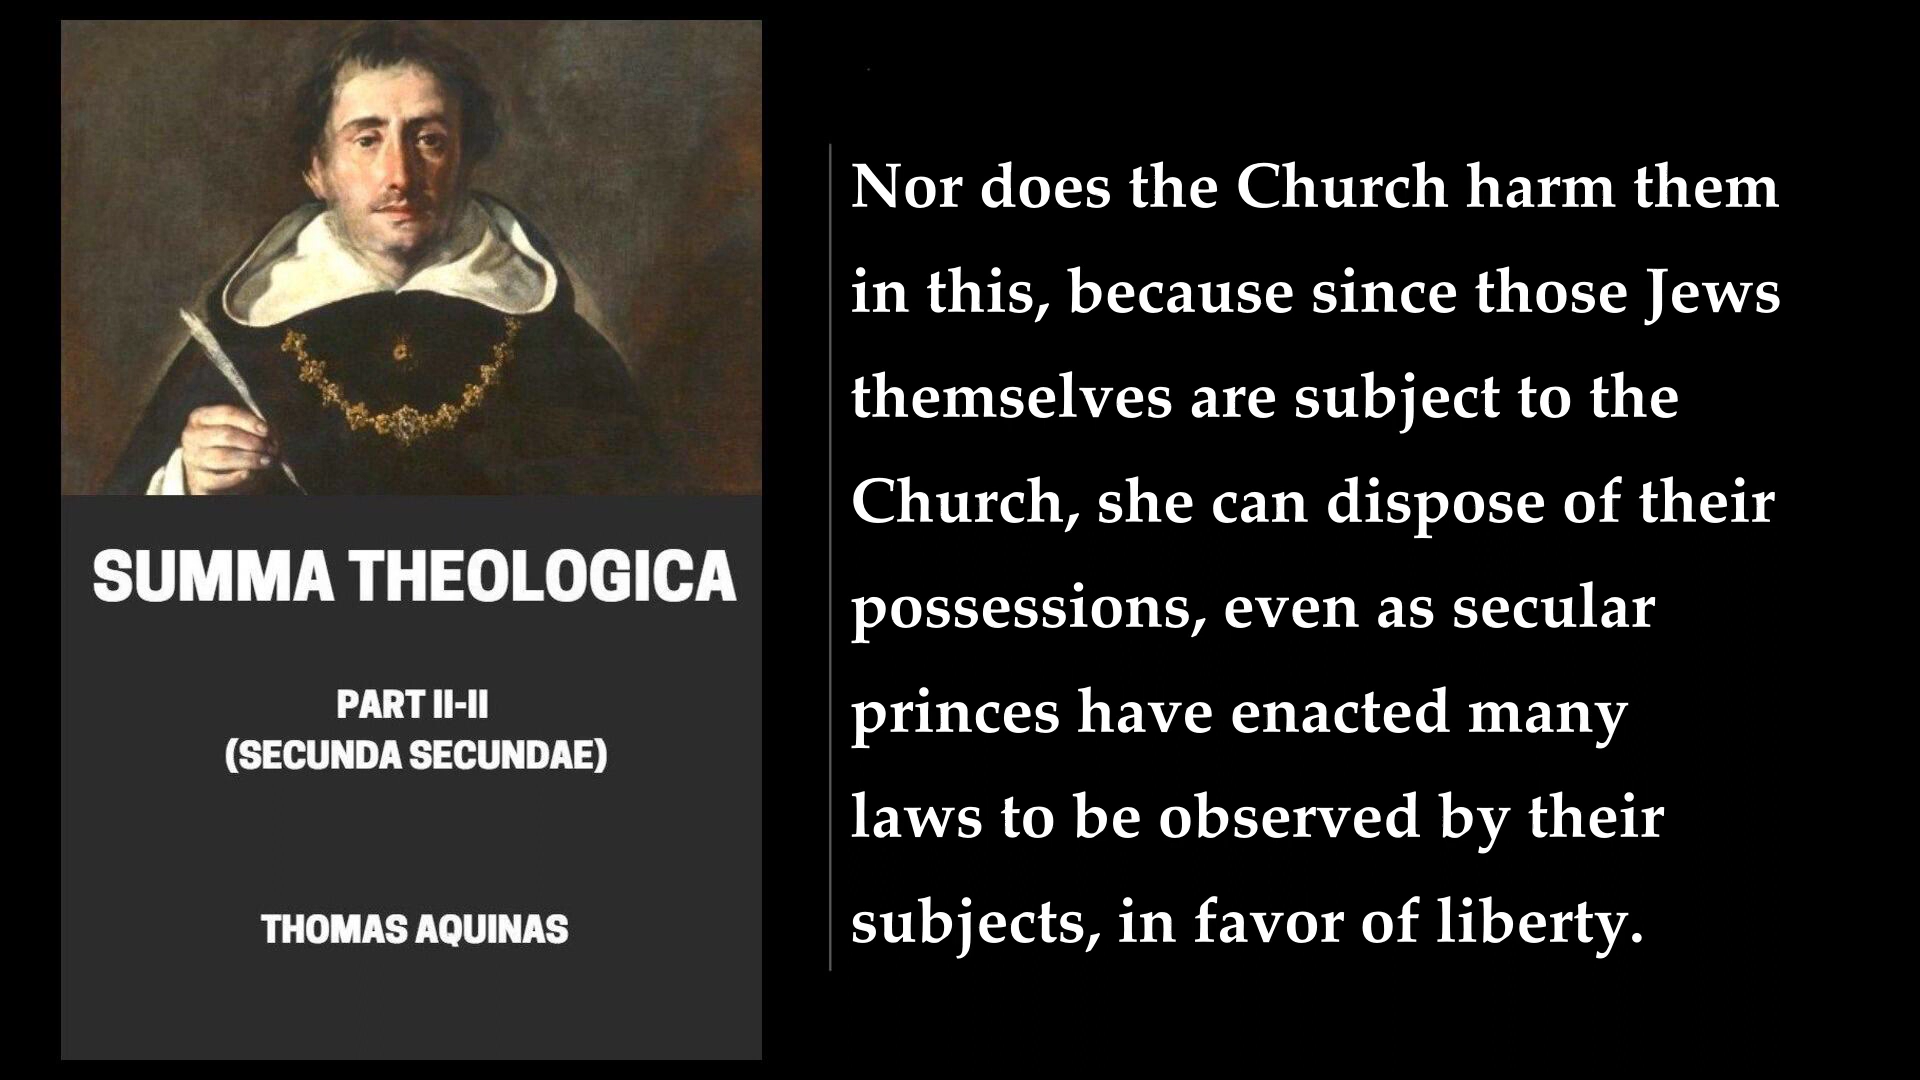 SUMMA THEOLOGICA
PART II-II
(SECUNDA SECUNDAE)
THOMAS AQUINAS
Nor does the Church harm them
in this, because since those Jews
themselves are subject to the
Church, she can dispose of their
possessions, even as secular
princes have enacted many
laws to be observed by their
subjects, in favor of liberty.